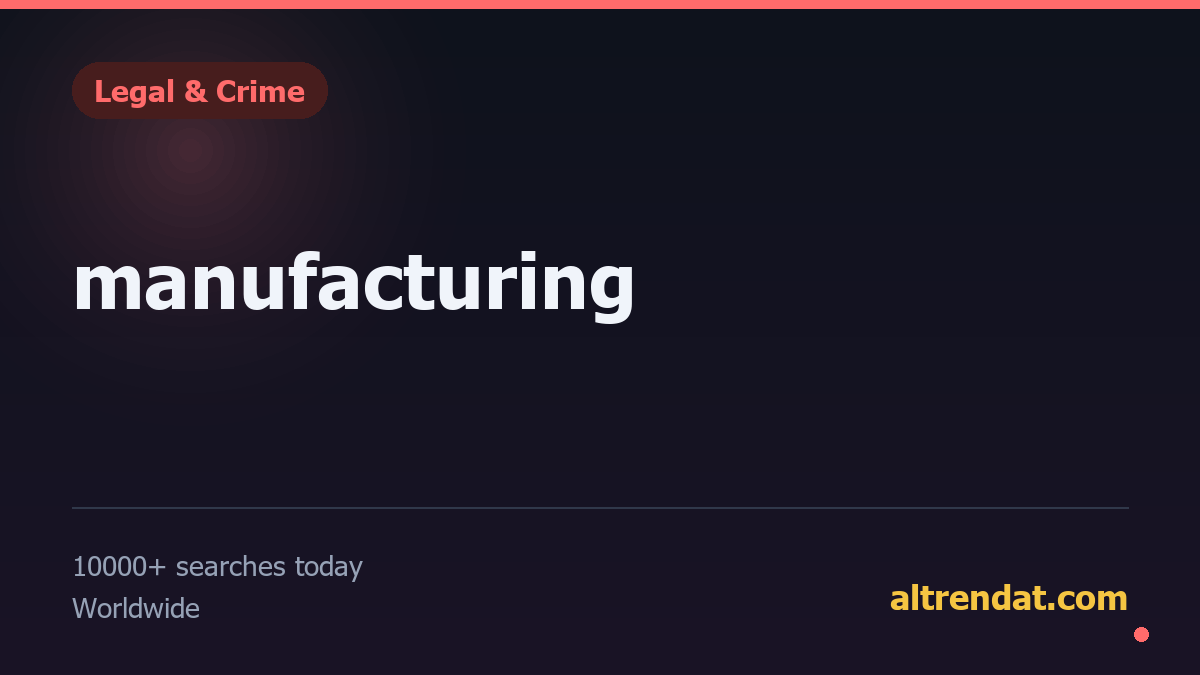 Legal & Crime
manufacturing
10000+ searches today
Worldwide
altrendat.com